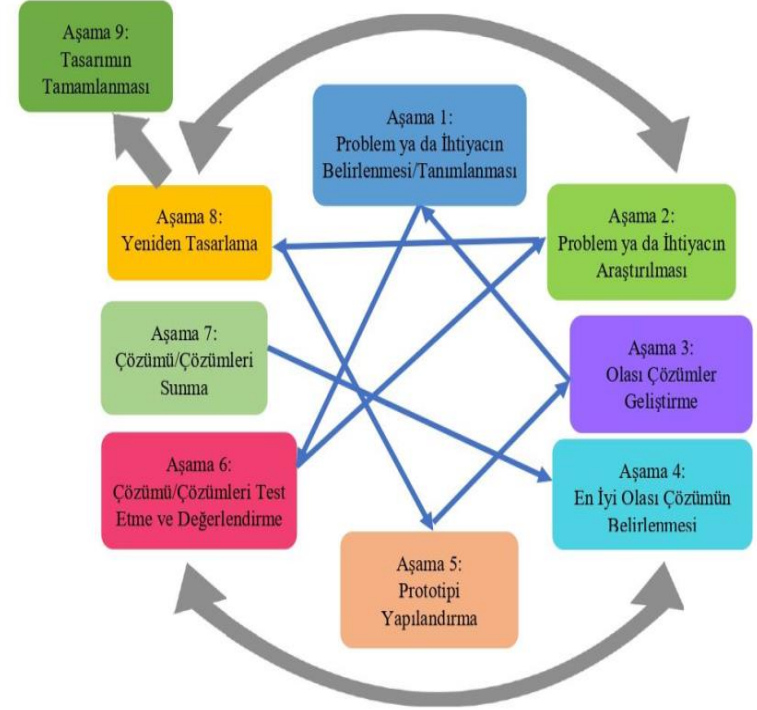 Aşama 9:
Tasarımın
Tamamlanması
Aşama 1:
Problem ya da İhtiyacın
Belirlenmesi/Tanımlanması
Aşama 8:
Yeniden Tasarlama
Aşama 2:
Problem ya da İhtiyacın
Araştırılması
Aşama 7:
Çözümü/Çözümleri
Sunma
Aşama 3:
Olası Çözümler
Geliştirme
Aşama 6:
Çözümü/Çözümleri Test
Etme ve Değerlendirme
Aşama 4:
En İyi Olası Çözümün
Belirlenmesi
Aşama 5:
Prototipi
Yapılandırma